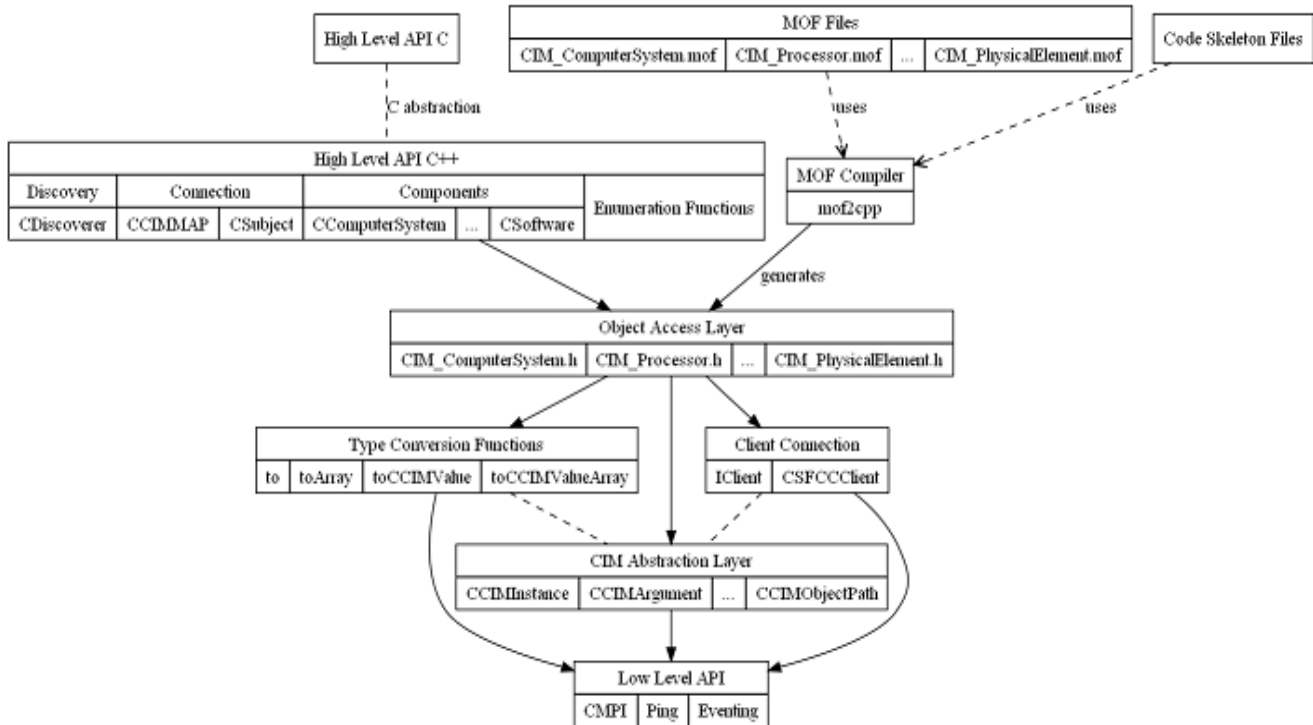 High Level API C
MOF Files
CIM_ComputerSystem.mof CIM_Processor.mof ... CIM_PhysicalElement.mof
Code Skeleton Files
C abstraction
uses
uses
High Level API C++
Discovery Connection Components Enumeration Functions
CDiscoverer CCIMMAP CSubject CComputerSystem ... CSoftware
MOF Compiler
mof2cpp
generates
Object Access Layer
CIM_ComputerSystem.h CIM_Processor.h ... CIM_PhysicalElement.h
Type Conversion Functions
to toArray toCCIMValue toCCIMValueArray
Client Connection
IClient CSFCCClient
CIM Abstraction Layer
CCIMInstance CCIMArgument ... CCIMObjectPath
Low Level API
CMPI Ping Eventing